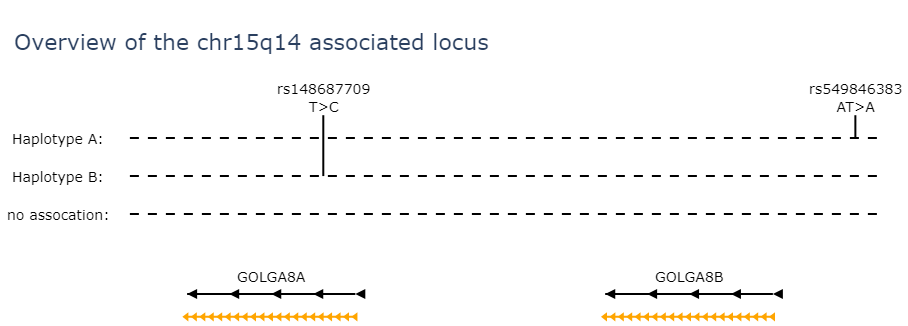 Overview of the chr15q14 associated locus
rs148687709 rs549846383
T>C AT>A
Haplotype A:
Haplotype B:
no assocation:
GOLGA8A GOLGA8B